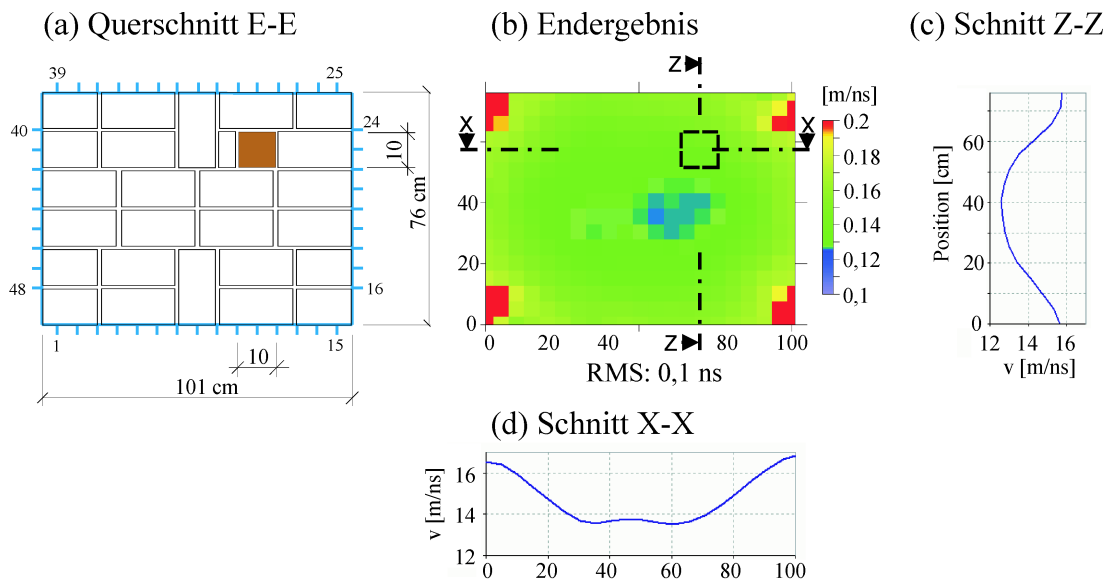 (a) Querschnitt E-E
39
25
40
24
10
76 cm
48
16
1
15
10
101 cm
(b) Endergebnis
Z
[m/ns]
X
X
40
20
0
0
20
40
60
80
100
Z
RMS: 0,1 ns
0.2
0.18
0.16
0.14
0,12
0,1
(c) Schnitt Z-Z
Position [cm]
60
40
20
0
12
14
16
v [m/ns]
(d) Schnitt X-X
v [m/ns]
16
14
12
0
20
40
60
80
100